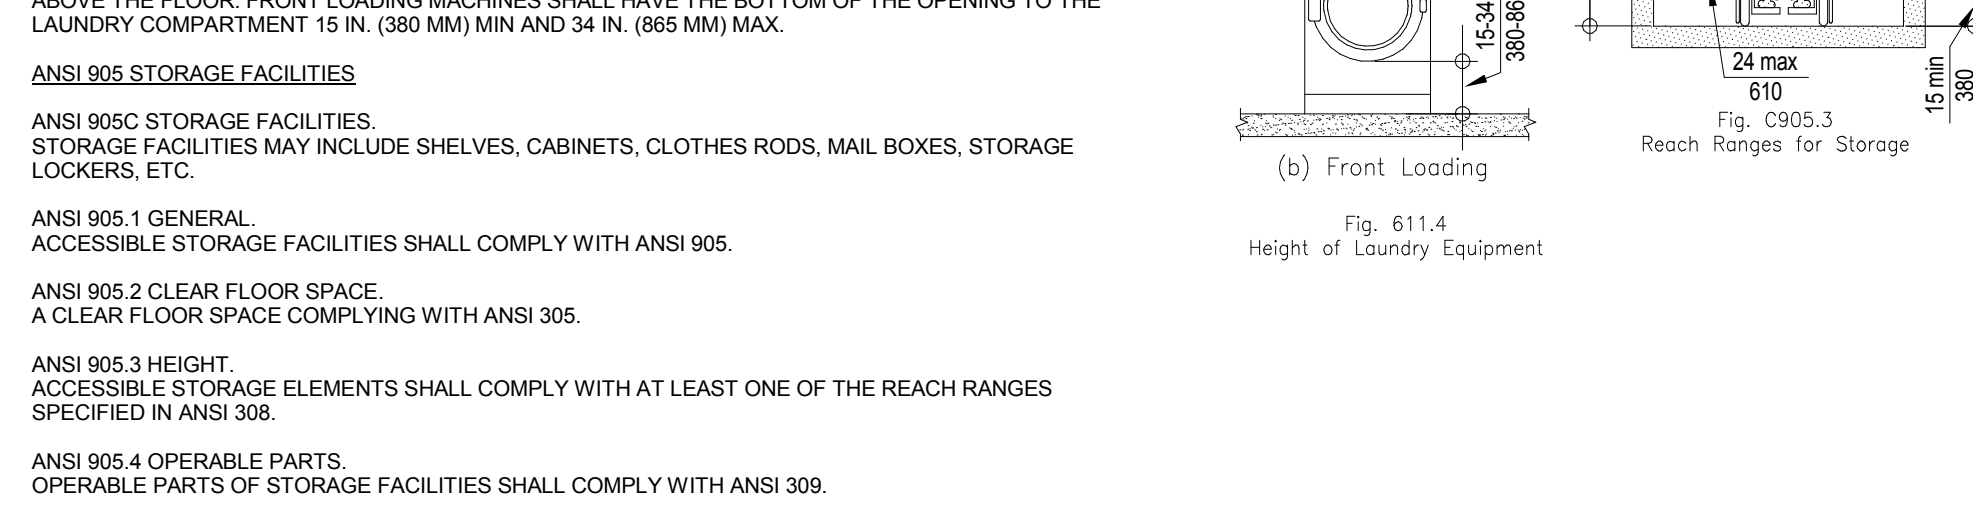 ABOVE THE FLOOR. FRONT LOADING MACHINES SHALL HAVE THE BOTTOM OF THE OPENING TO THE
LAUNDRY COMPARTMENT 15 IN. (380 MM) MIN AND 34 IN. (865 MM) MAX.
ANSI 905 STORAGE FACILITIES
ANSI 905C STORAGE FACILITIES.
STORAGE FACILITIES MAY INCLUDE SHELVES, CABINETS, CLOTHES RODS, MAIL BOXES, STORAGE
LOCKERS, ETC.
ANSI 905.1 GENERAL.
ACCESSIBLE STORAGE FACILITIES SHALL COMPLY WITH ANSI 905.
ANSI 905.2 CLEAR FLOOR SPACE.
A CLEAR FLOOR SPACE COMPLYING WITH ANSI 305.
ANSI 905.3 HEIGHT.
ACCESSIBLE STORAGE ELEMENTS SHALL COMPLY WITH AT LEAST ONE OF THE REACH RANGES
SPECIFIED IN ANSI 308.
ANSI 905.4 OPERABLE PARTS.
OPERABLE PARTS OF STORAGE FACILITIES SHALL COMPLY WITH ANSI 309.
15-34
380-86
(b) Front Loading
Fig. 611.4
Height of Laundry Equipment
24 max
610
Fig. C905.3
Reach Ranges for Storage
15 min
380